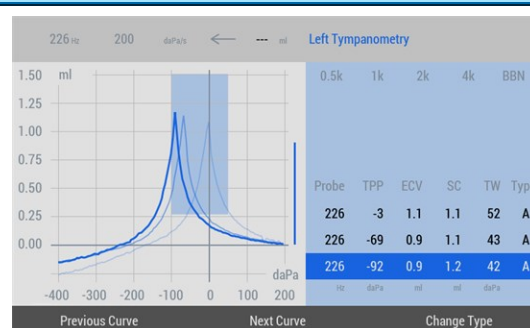 226 Hz 200 daPa/s --- ml Left Tympanometry
1.50 ml
1.25
1.00
0.75
0.50
0.25
0.00
daPa
-400 -300 -200 -100 0 100 200
0.5k 1k 2k 4k BBN
Probe TPP ECV SC TW Typ
226 -3 1.1 1.1 52 A
226 -69 0.9 1.1 43 A
226 -92 0.9 1.2 42 A
Hz daPa ml ml daPa
Previous Curve Next Curve Change Type